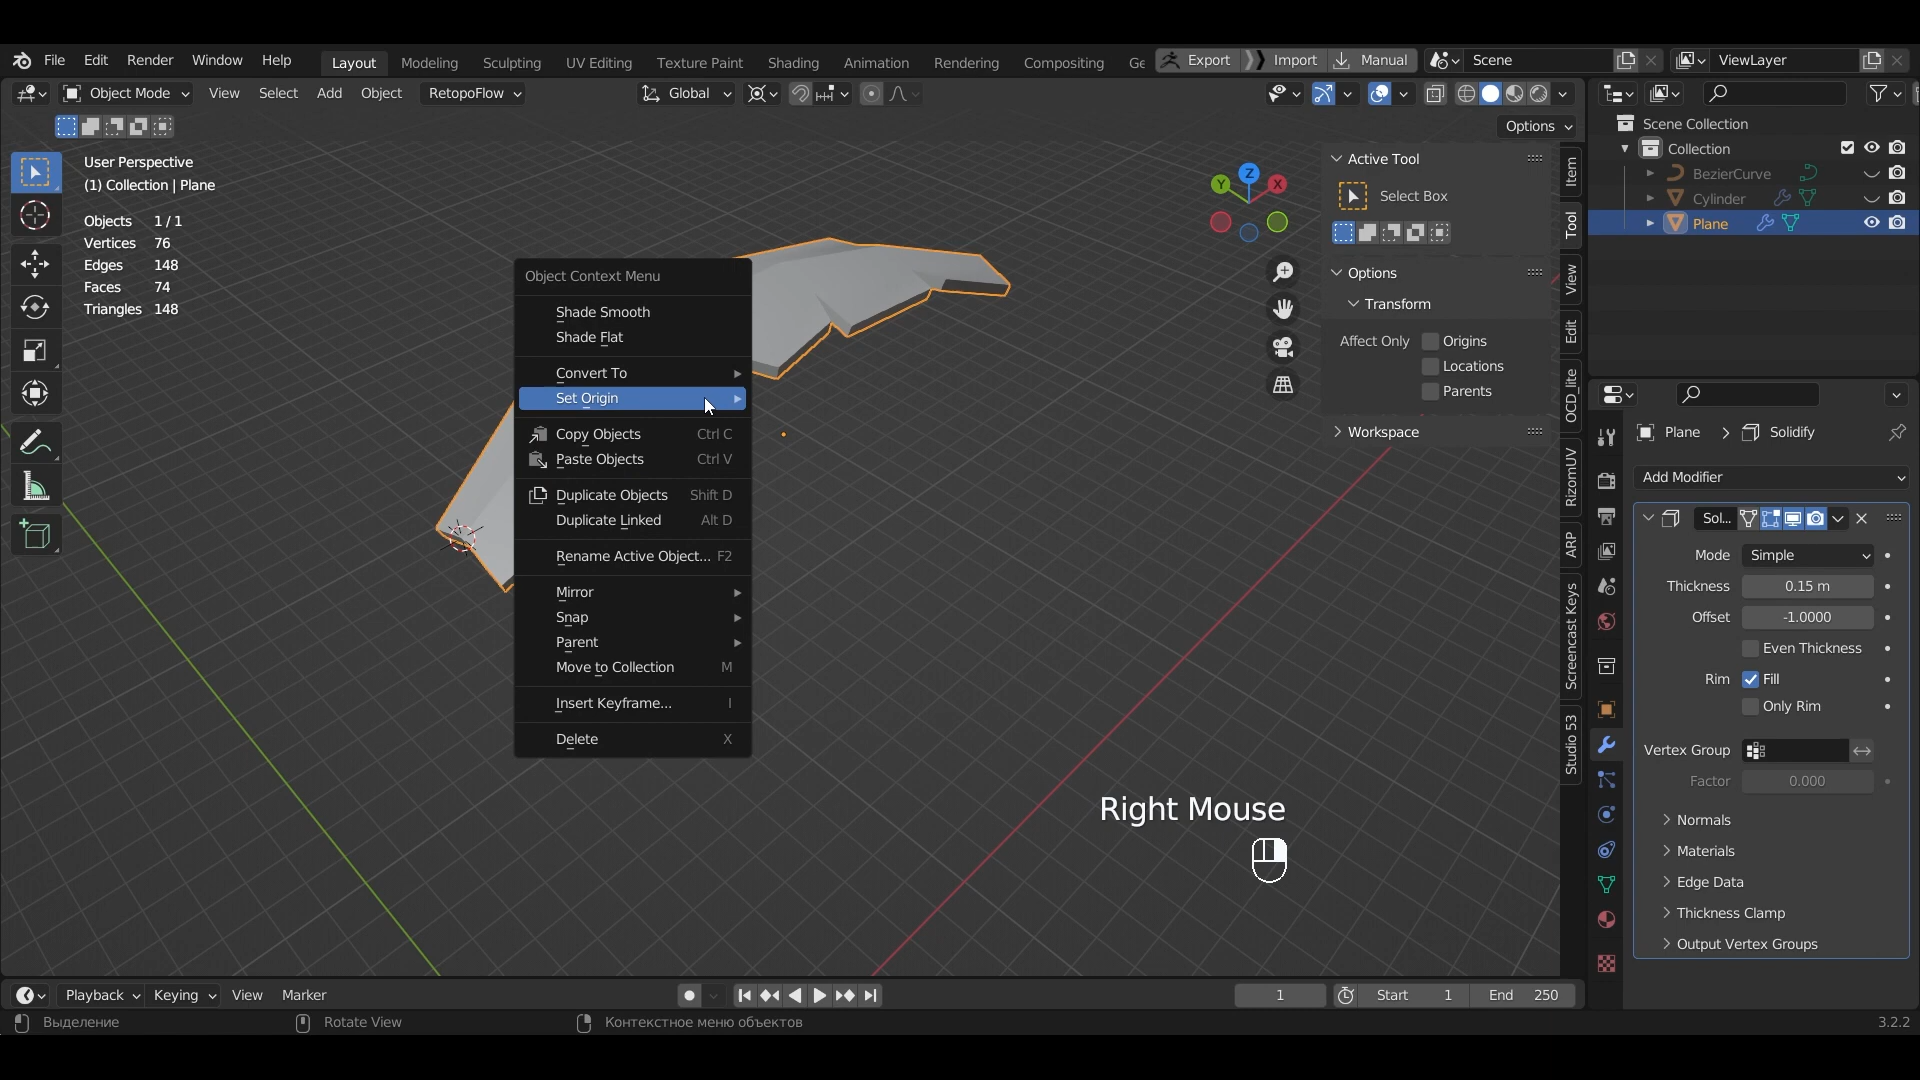 File Edit Render Window Help Layout Modeling Sculpting UV Editing Texture Paint Shading Animation Rendering Compositing Ge Export Import Manual Scene ViewLayer
Object Mode View Select Add Object RetopoFlow Global
Options
User Perspective
(1) Collection | Plane
Objects 1 / 1
Vertices 76
Edges 148
Faces 74
Triangles 148
Object Context Menu
Shade Smooth
Shade Flat
Convert To
Set Origin
Copy Objects Ctrl C
Paste Objects Ctrl V
Duplicate Objects Shift D
Duplicate Linked Alt D
Rename Active Object... F2
Mirror
Snap
Parent
Move to Collection M
Insert Keyframe... I
Delete X
Z
Y
X
Active Tool
Select Box
Options
Transform
Affect Only Origins
Locations
Parents
Workspace
Item
Tool
View
Edit
OCD_lite
RizomUV
ARP
Screencast Keys
Studio 53
Right Mouse
Scene Collection
Collection
BezierCurve
Cylinder
Plane
Plane Solidify
Add Modifier
Sol...
Mode Simple
Thickness 0.15 m
Offset -1.0000
Even Thickness
Rim Fill
Only Rim
Vertex Group
Factor 0.000
Normals
Materials
Edge Data
Thickness Clamp
Output Vertex Groups
Playback Keying View Marker 1 Start 1 End 250
Выделение Rotate View Контекстное меню объектов 3.2.2